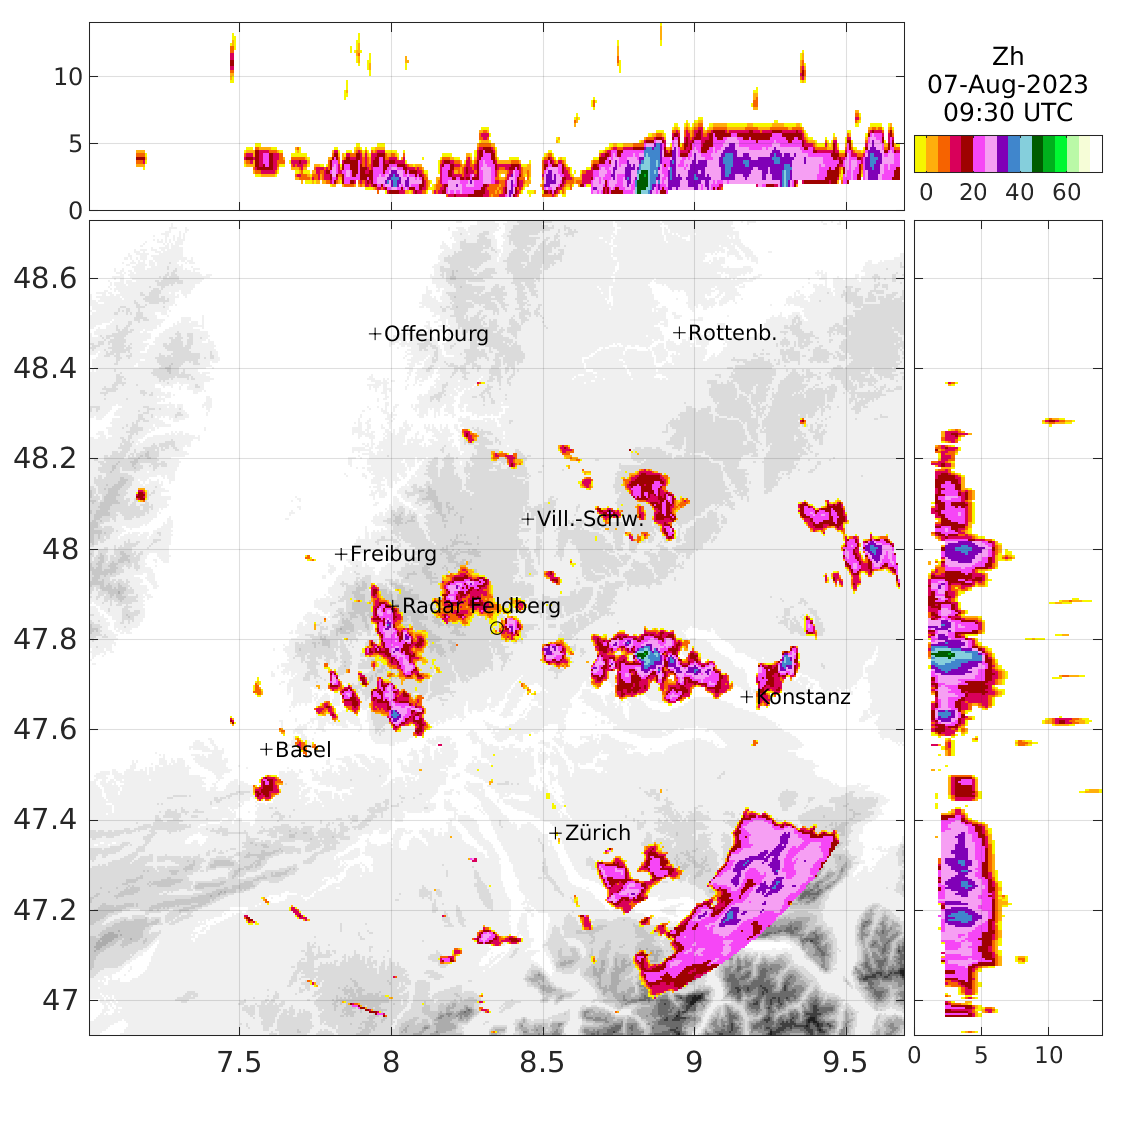 10
5
0
Zh
07-Aug-2023
09:30 UTC
0 20 40 60
48.6
48.4
48.2
48
47.8
47.6
47.4
47.2
47
+Offenburg
+Rottenb.
+Vill.-Schw.
+Freiburg
+Radar Feldberg
+Konstanz
+Basel
+Zürich
7.5 8 8.5 9 9.5
0 5 10